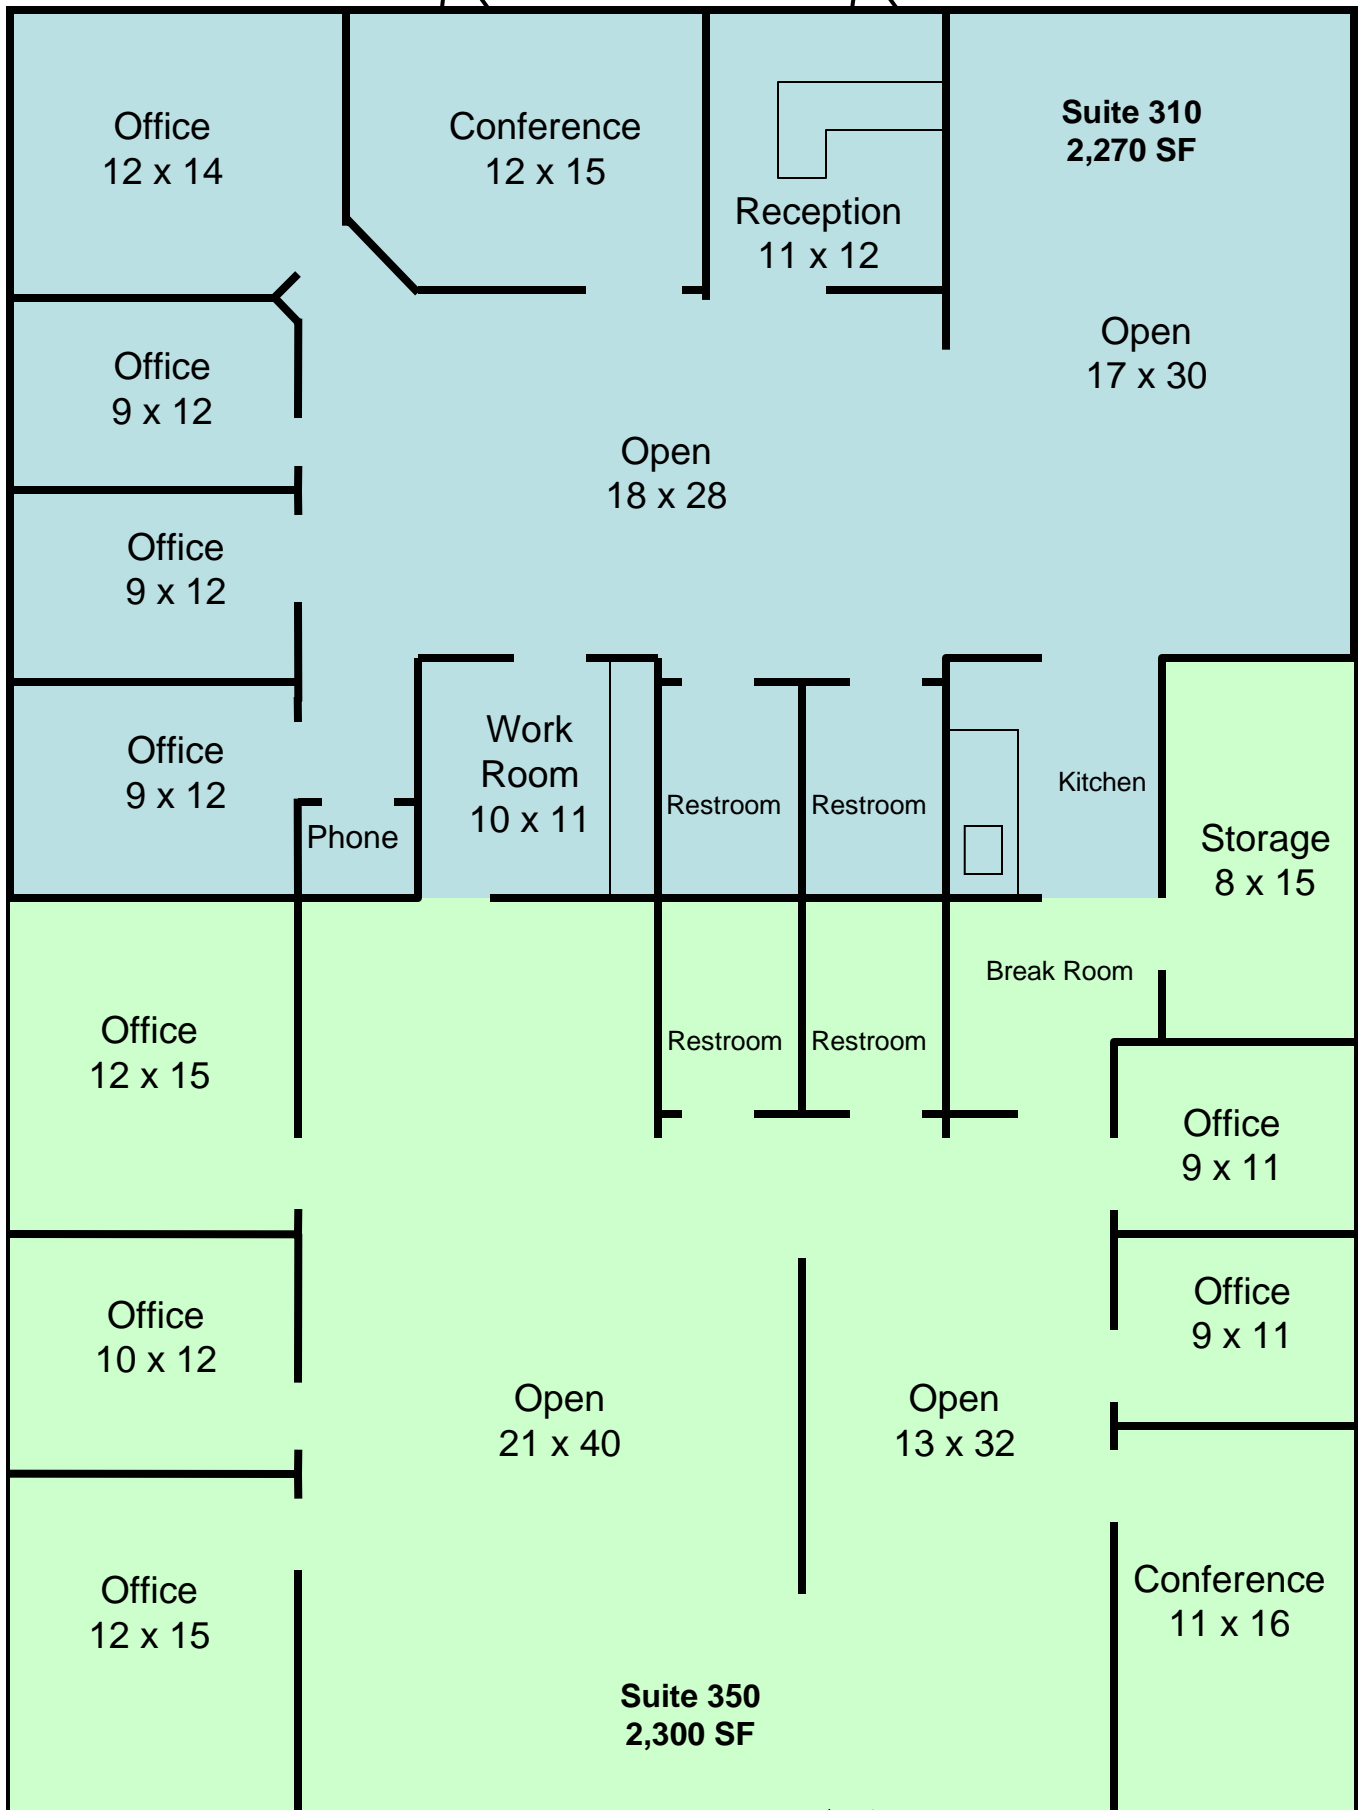 Office
12 x 14
Conference
12 x 15
Reception
11 x 12
Suite 310
2,270 SF
Office
9 x 12
Open
17 x 30
Open
18 x 28
Office
9 x 12
Office
9 x 12
Phone
Work
Room
10 x 11
Restroom
Restroom
Kitchen
Storage
8 x 15
Office
12 x 15
Restroom
Restroom
Break Room
Office
9 x 11
Office
10 x 12
Office
9 x 11
Open
21 x 40
Open
13 x 32
Office
12 x 15
Conference
11 x 16
Suite 350
2,300 SF